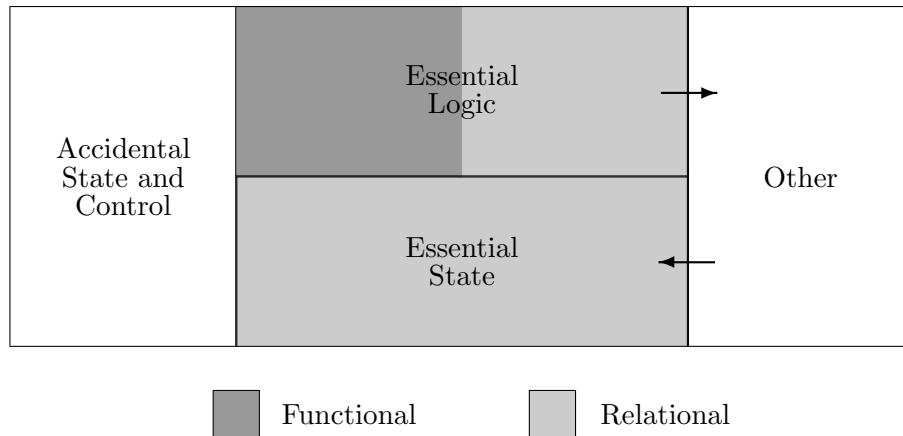 Essential
Logic
Accidental
State and
Control
Other
Essential
State
Functional
Relational